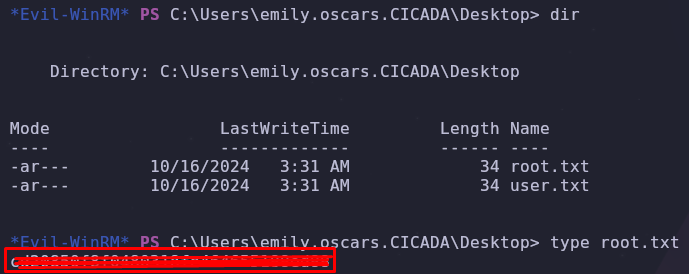 *Evil-WinRM* PS C:\Users\emily.oscars.CICADA\Desktop> dir
Directory: C:\Users\emily.oscars.CICADA\Desktop
Mode LastWriteTime Length Name
---- ------------- ------ ----
-ar--- 10/16/2024 3:31 AM 34 root.txt
-ar--- 10/16/2024 3:31 AM 34 user.txt
*Evil-WinRM* PS C:\Users\emily.oscars.CICADA\Desktop> type root.txt